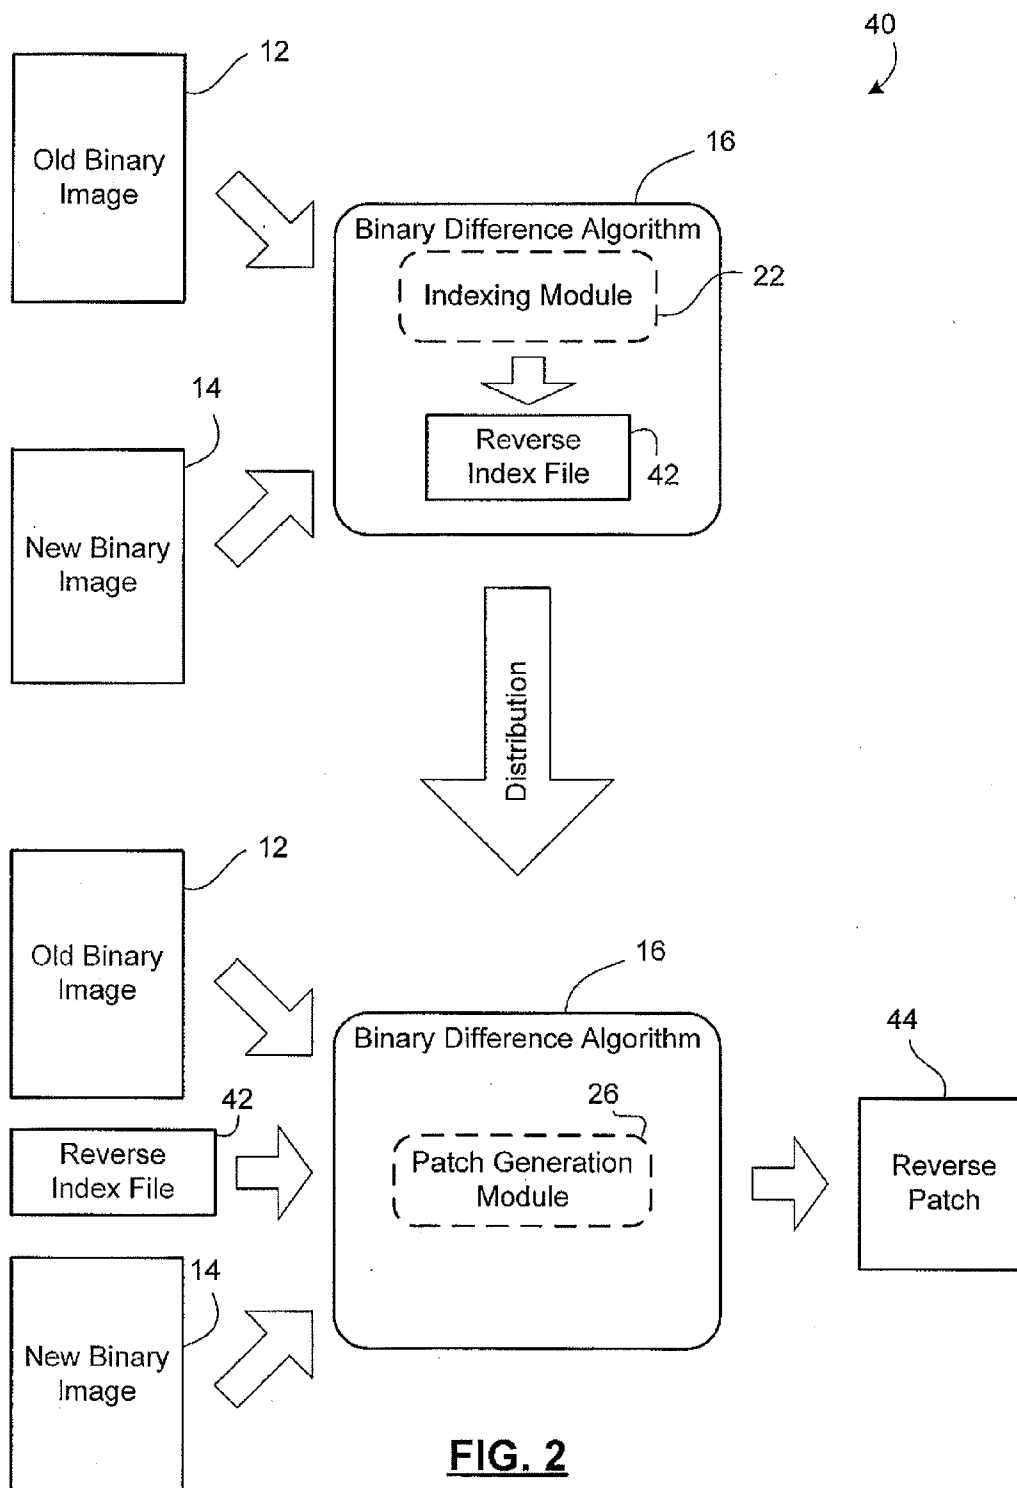 40
12
Old Binary
Image
16
Binary Difference Algorithm
Indexing Module
22
14
Reverse
Index File
42
New Binary
Image
Distribution
12
Old Binary
Image
16
Binary Difference Algorithm
44
42
26
Reverse
Index File
Patch Generation
Module
Reverse
Patch
14
New Binary
Image
FIG. 2